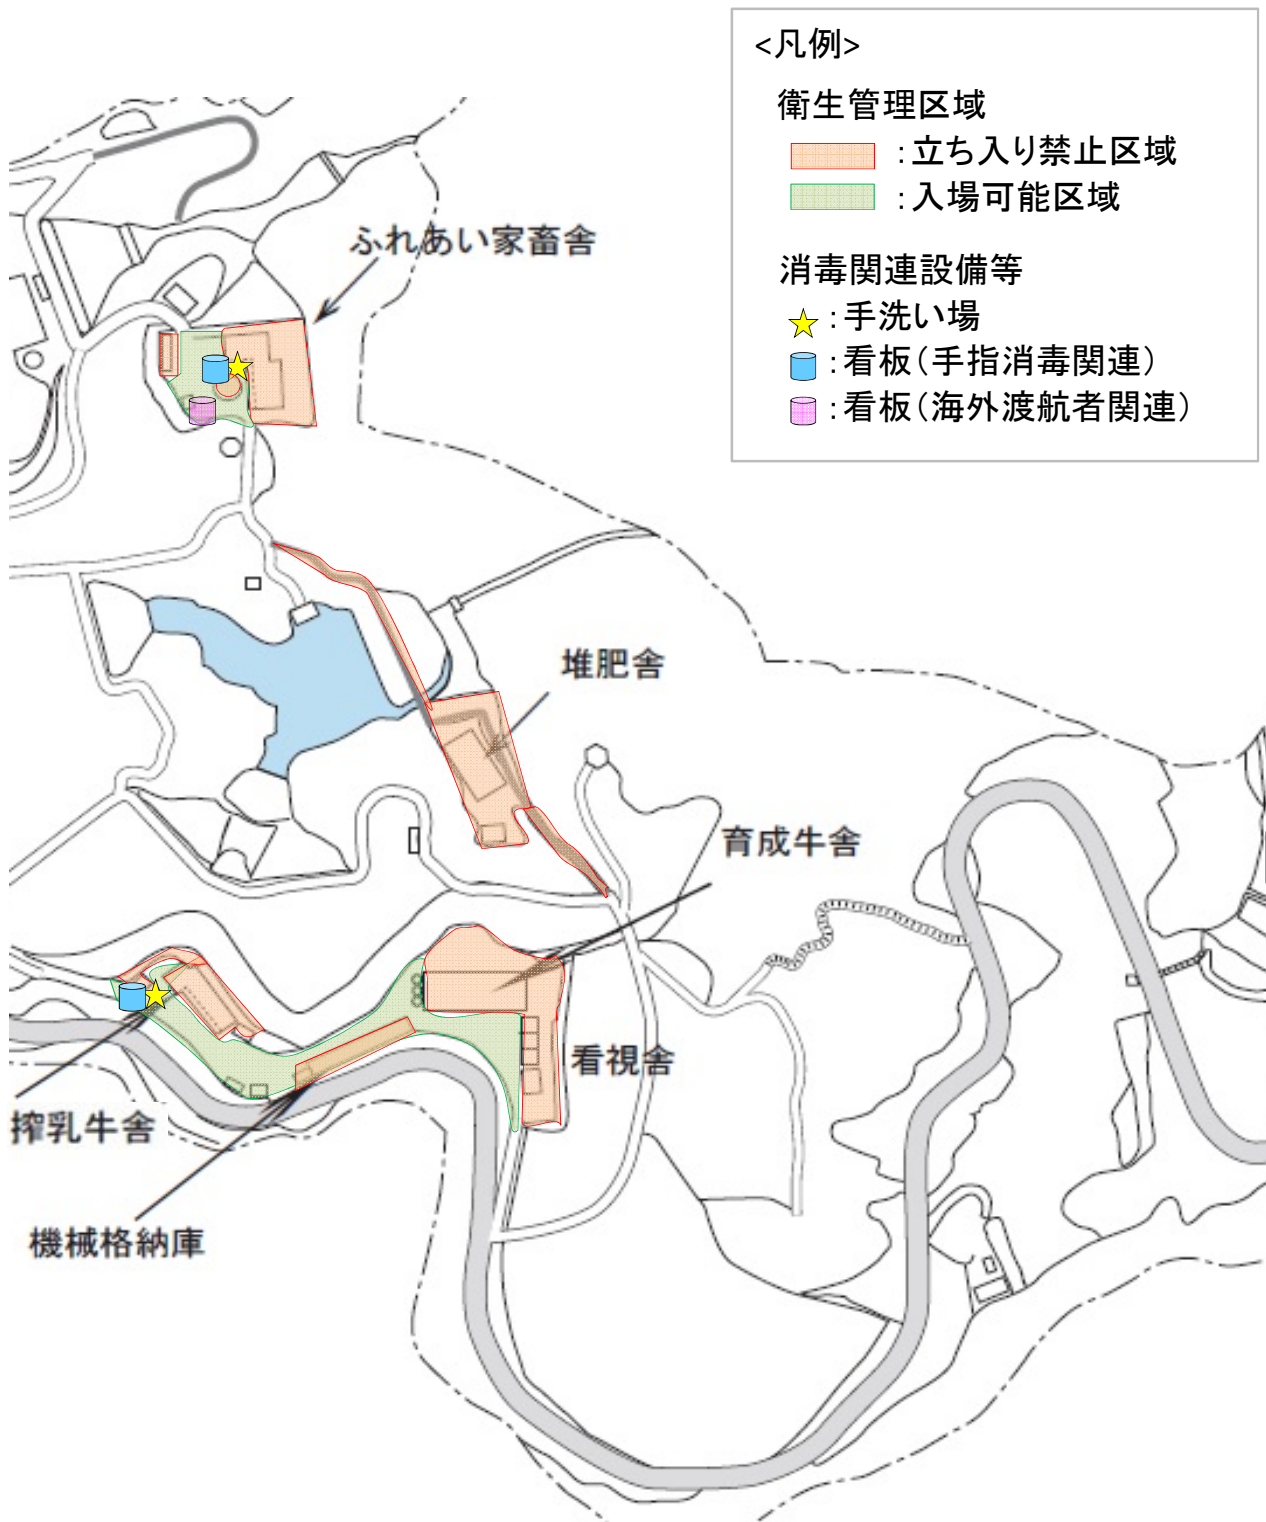 <凡例>
衛生管理区域
：立ち入り禁止区域
：入場可能区域
消毒関連設備等
：手洗い場
：看板（手指消毒関連）
：看板（海外渡航者関連）
ふれあい家畜舎
堆肥舎
育成牛舎
看視舎
搾乳牛舎
機械格納庫